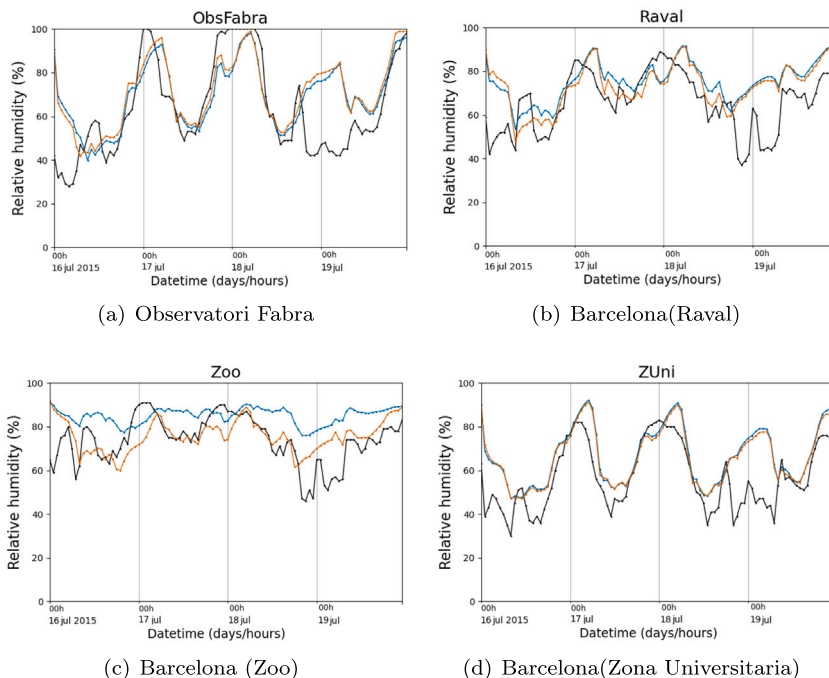 ObsFabra
Relative humidity (%)
100
80
60
40
20
0
00h 00h 00h 00h
16 jul 2015 17 jul 18 jul 19 jul
Datetime (days/hours)
(a) Observatori Fabra
Raval
Relative humidity (%)
100
80
60
40
20
0
00h 00h 00h 00h
16 jul 2015 17 jul 18 jul 19 jul
Datetime (days/hours)
(b) Barcelona(Raval)
Zoo
Relative humidity (%)
100
80
60
40
20
0
00h 00h 00h 00h
16 jul 2015 17 jul 18 jul 19 jul
Datetime (days/hours)
(c) Barcelona (Zoo)
ZUni
Relative humidity (%)
100
80
60
40
20
0
00h 00h 00h 00h
16 jul 2015 17 jul 18 jul 19 jul
Datetime (days/hours)
(d) Barcelona(Zona Universitaria)